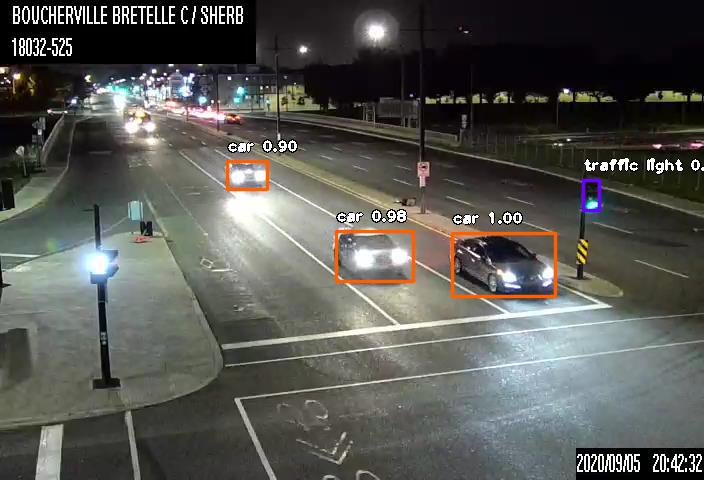 BOUCHERVILLE BRETELLE C / SHERB
18032-525
car 0.90
traffic light 0.
car 0.98
car 1.00
2020/09/05 20:42:32